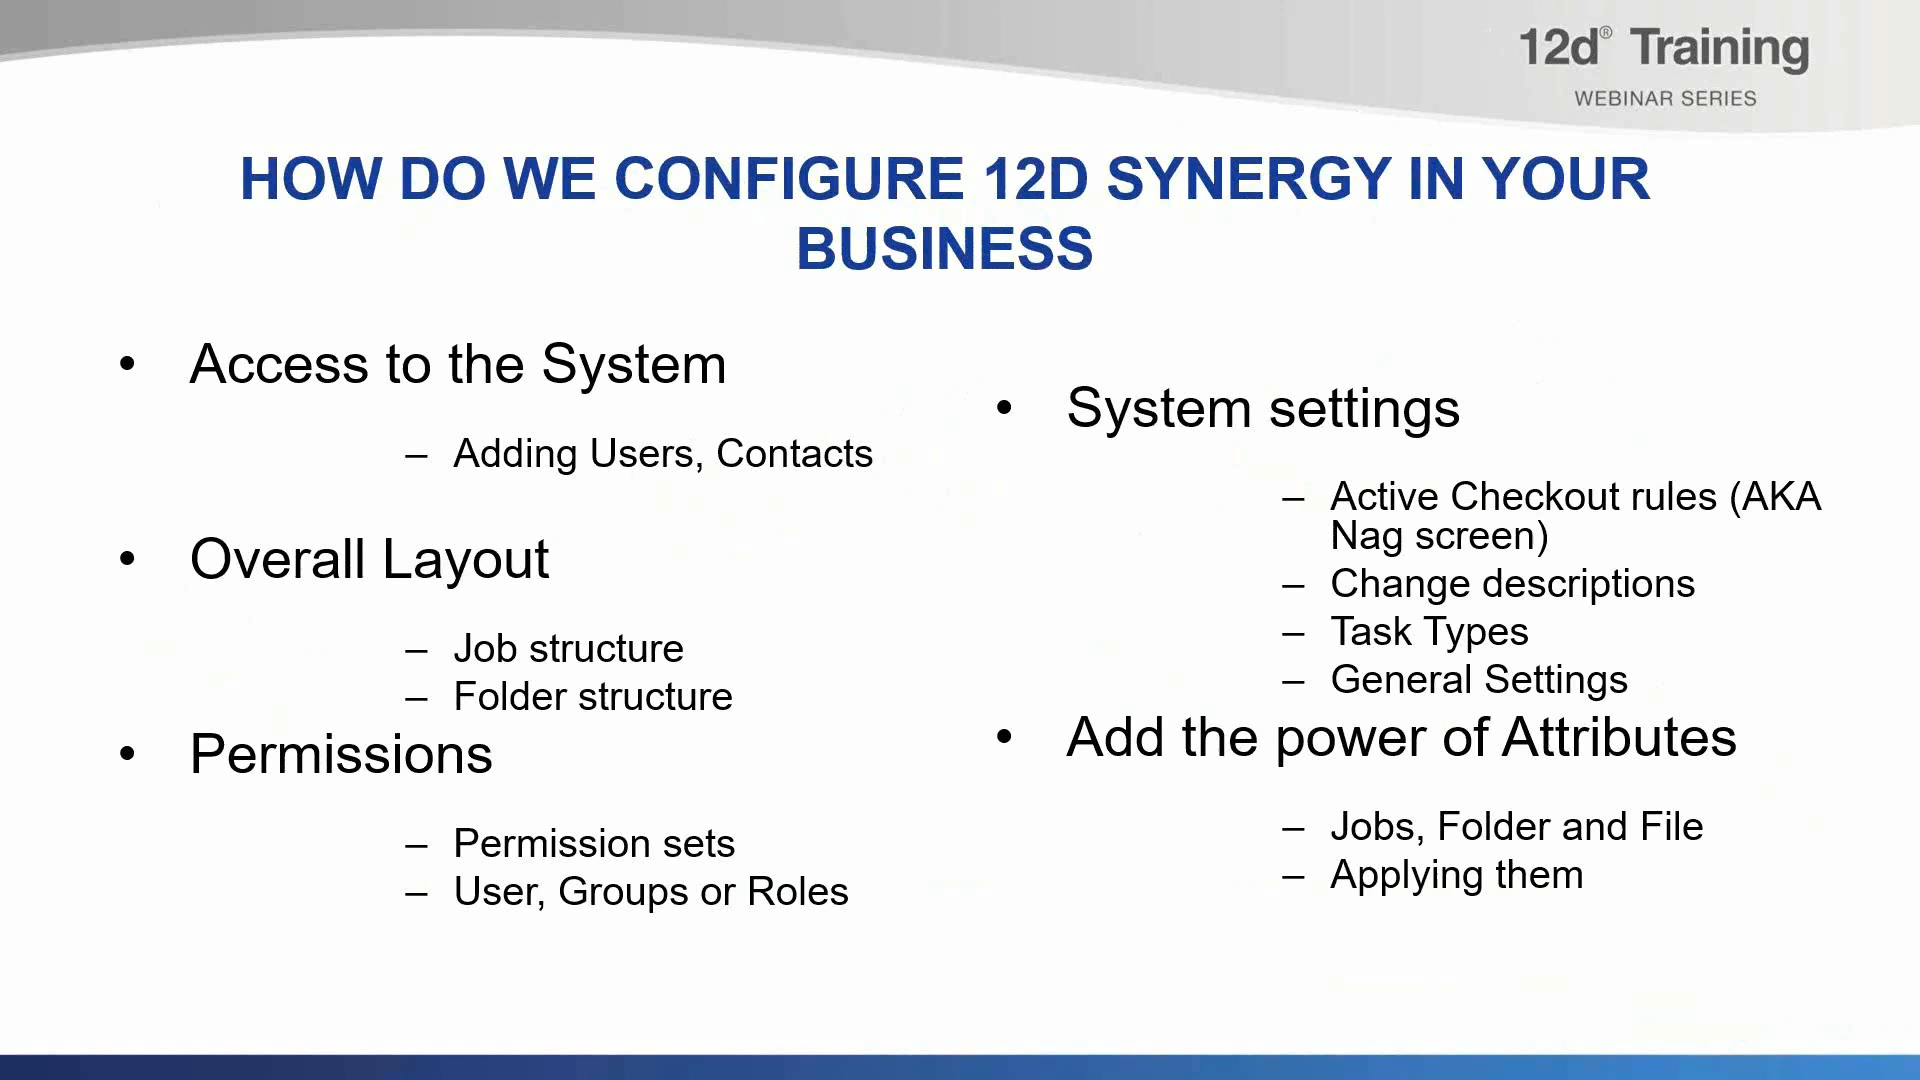 12d® Training
WEBINAR SERIES
HOW DO WE CONFIGURE 12D SYNERGY IN YOUR
BUSINESS
• Access to the System
– Adding Users, Contacts
• Overall Layout
– Job structure
– Folder structure
• Permissions
– Permission sets
– User, Groups or Roles
• System settings
– Active Checkout rules (AKA
Nag screen)
– Change descriptions
– Task Types
– General Settings
• Add the power of Attributes
– Jobs, Folder and File
– Applying them